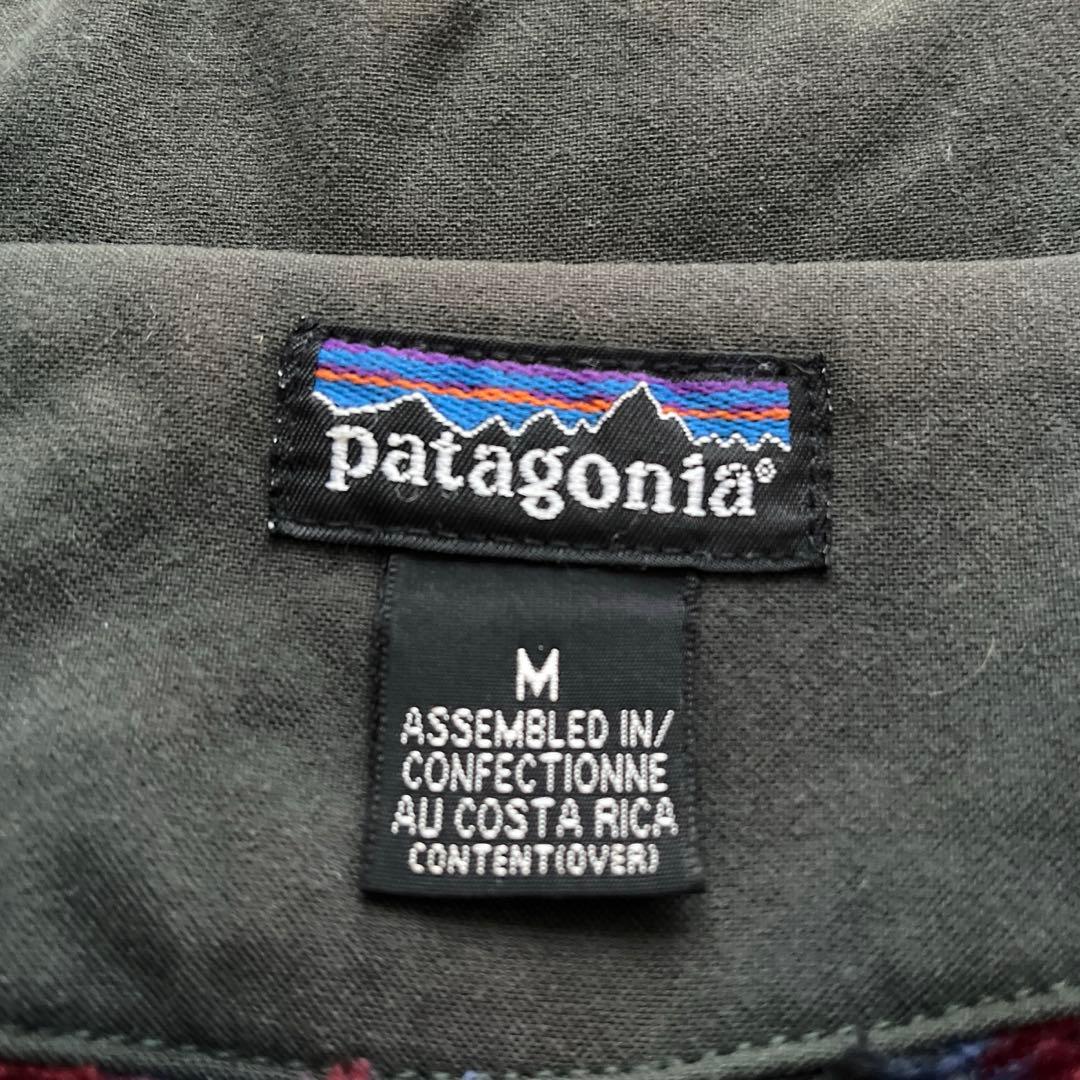 patagonia®
M
ASSEMBLED IN/
CONFECTIONNE
AU COSTA RICA
CONTENT(OVER)